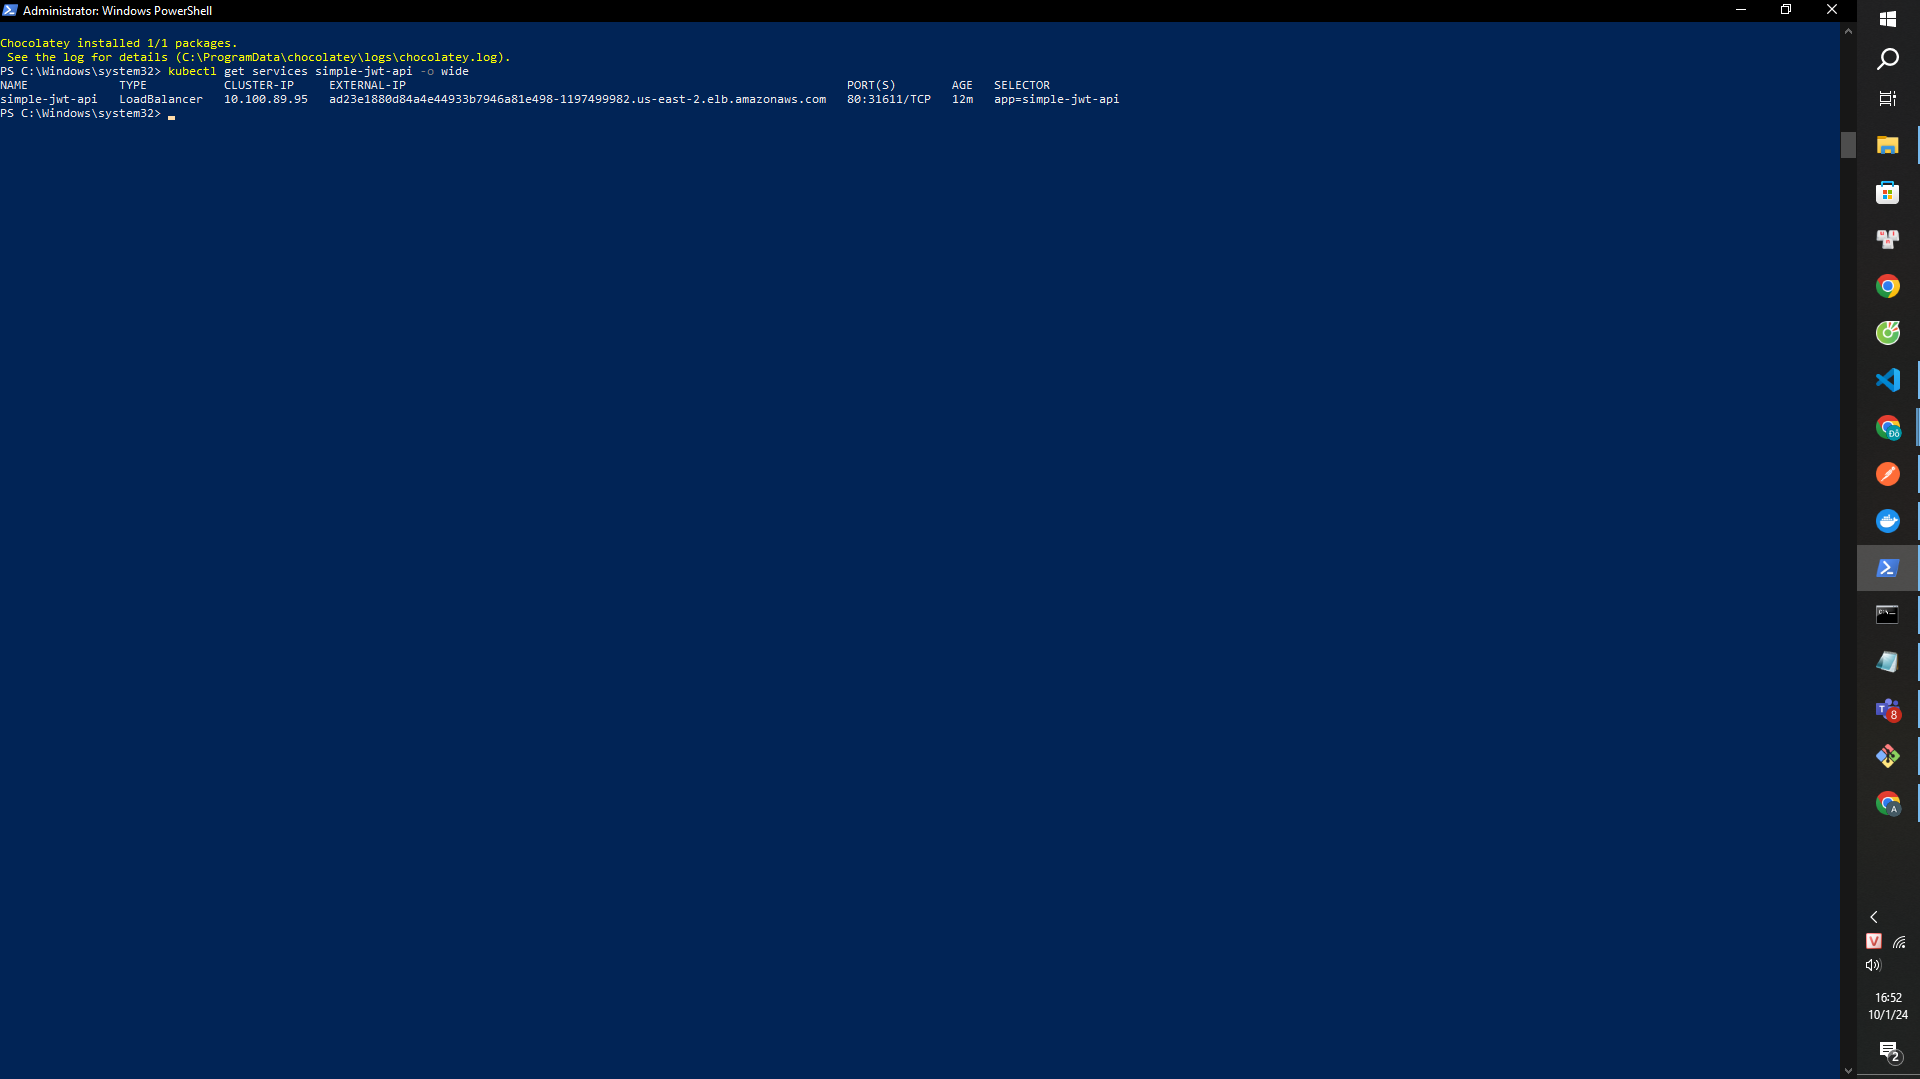 Administrator: Windows PowerShell
Chocolatey installed 1/1 packages.
See the log for details (C:\ProgramData\chocolatey\logs\chocolatey.log).
PS C:\Windows\system32> kubectl get services simple-jwt-api -o wide
NAME TYPE CLUSTER-IP EXTERNAL-IP PORT(S) AGE SELECTOR
simple-jwt-api LoadBalancer 10.100.89.95 ad23e1880d84a4e44933b7946a81e498-1197499982.us-east-2.elb.amazonaws.com 80:31611/TCP 12m app=simple-jwt-api
PS C:\Windows\system32>
Đỗ
C:\
T
8
A
V
16:52
10/1/24
2